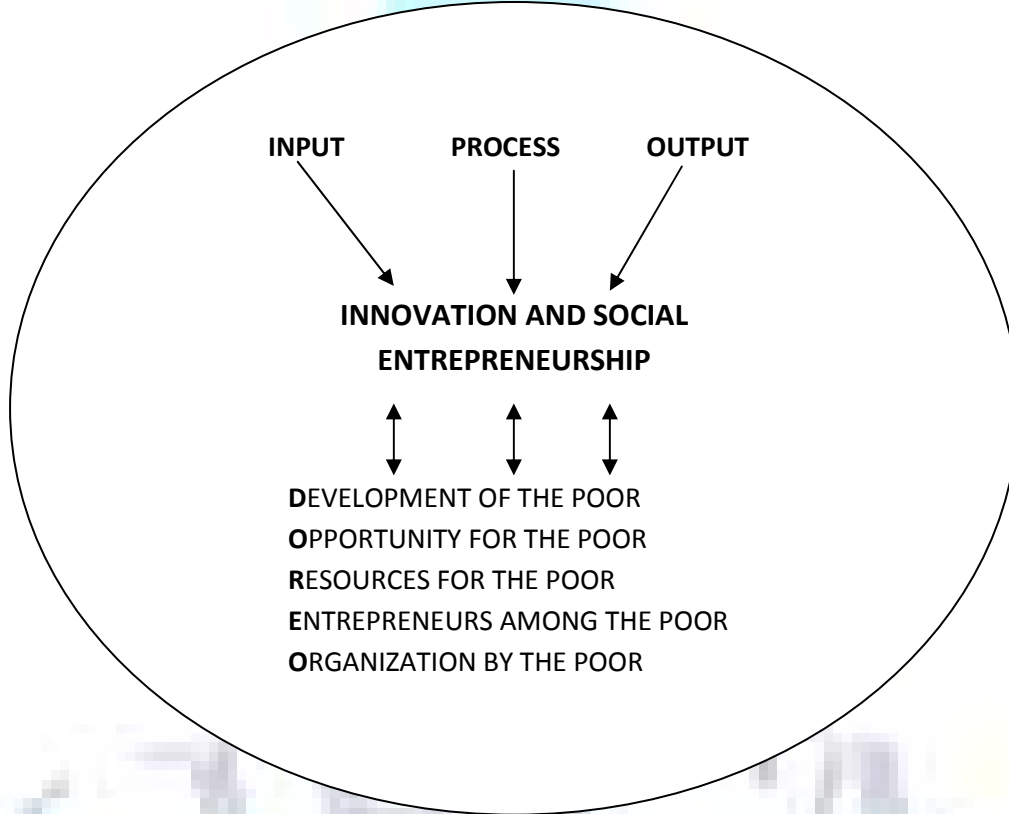 INPUT PROCESS OUTPUT
INNOVATION AND SOCIAL
ENTREPRENEURSHIP
DEVELOPMENT OF THE POOR
OPPORTUNITY FOR THE POOR
RESOURCES FOR THE POOR
ENTREPRENEURS AMONG THE POOR
ORGANIZATION BY THE POOR